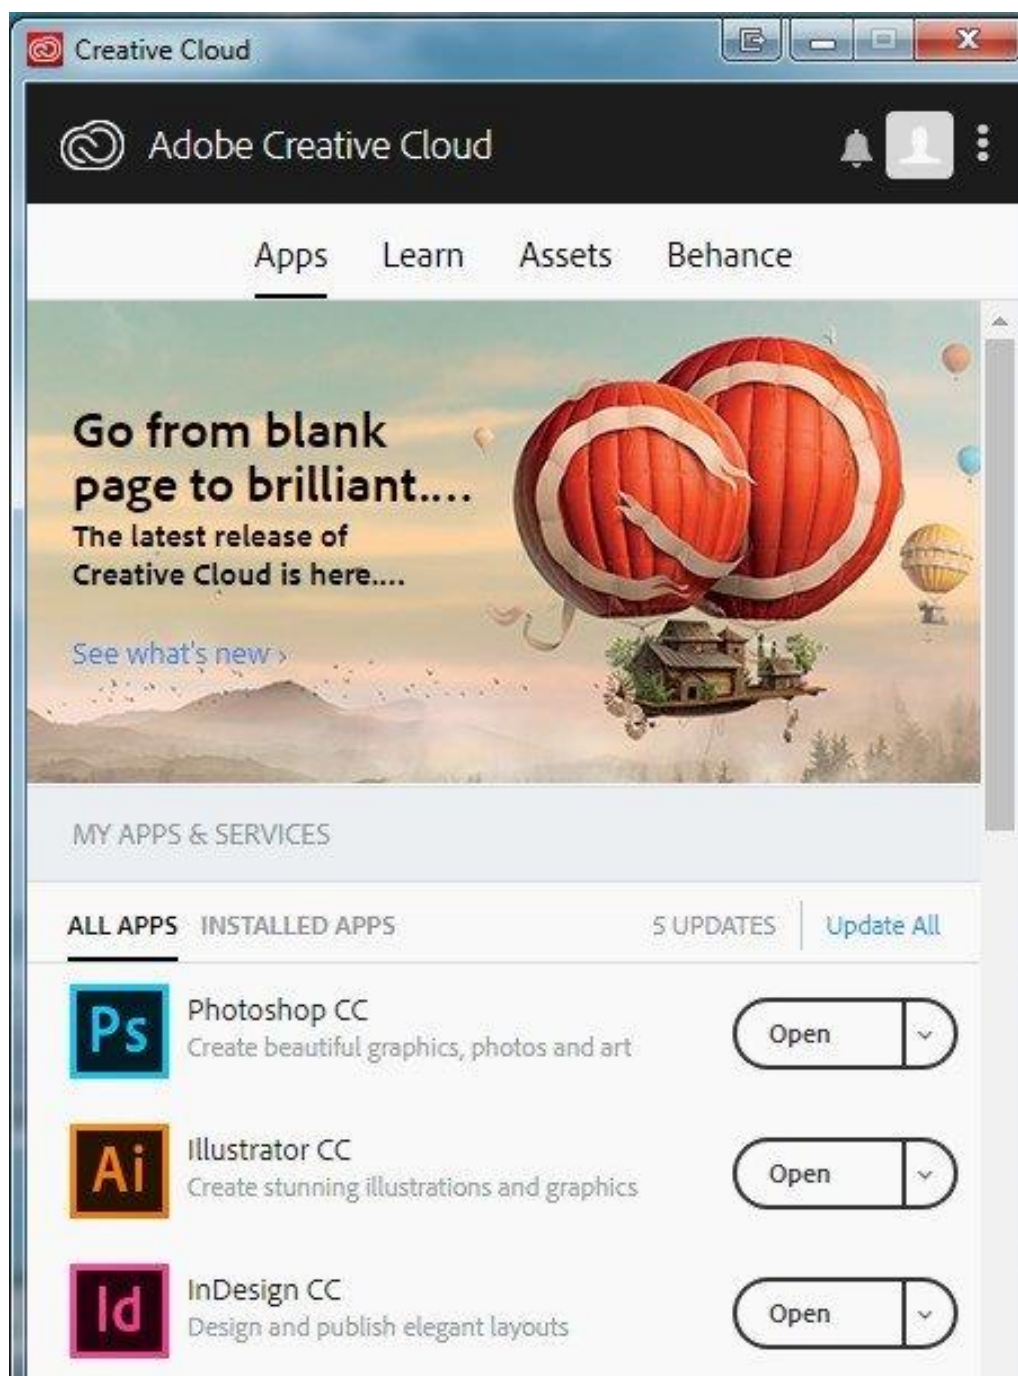 Creative Cloud
Adobe Creative Cloud
Apps Learn Assets Behance
Go from blank
page to brilliant....
The latest release of
Creative Cloud is here....
See what's new ›
MY APPS & SERVICES
ALL APPS INSTALLED APPS 5 UPDATES Update All
Ps
Photoshop CC
Create beautiful graphics, photos and art
Open
Ai
Illustrator CC
Create stunning illustrations and graphics
Open
Id
InDesign CC
Design and publish elegant layouts
Open